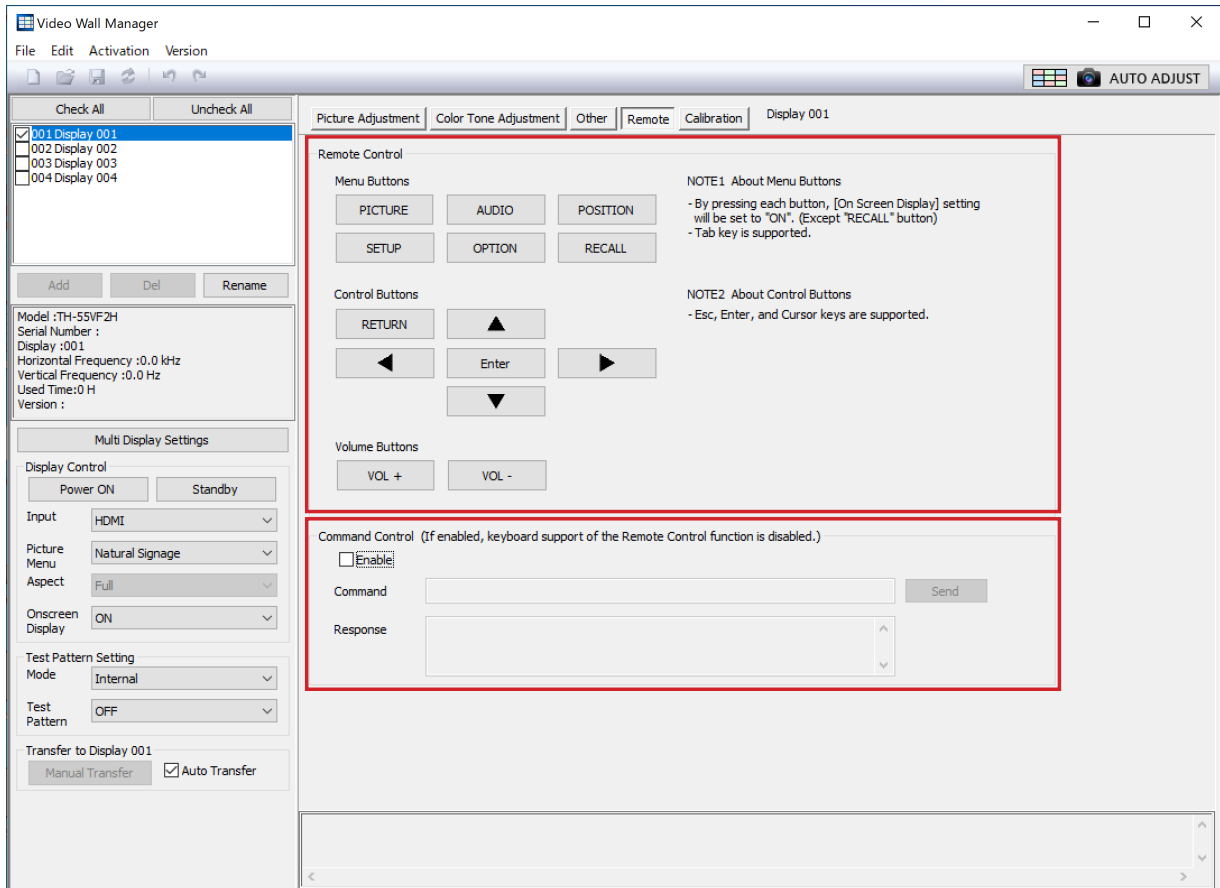 Video Wall Manager
File Edit Activation Version
AUTO ADJUST
Check All Uncheck All
001 Display 001
002 Display 002
003 Display 003
004 Display 004
Add Del Rename
Model :TH-55VF2H
Serial Number :
Display :001
Horizontal Frequency :0.0 kHz
Vertical Frequency :0.0 Hz
Used Time:0 H
Version :
Multi Display Settings
Display Control
Power ON Standby
Input HDMI
Picture Menu Natural Signage
Aspect Full
Onscreen Display ON
Test Pattern Setting
Mode Internal
Test Pattern OFF
Transfer to Display 001
Manual Transfer Auto Transfer
Picture Adjustment Color Tone Adjustment Other Remote Calibration Display 001
Remote Control
Menu Buttons
PICTURE AUDIO POSITION
SETUP OPTION RECALL
NOTE1 About Menu Buttons
- By pressing each button, [On Screen Display] setting
will be set to "ON". (Except "RECALL" button)
- Tab key is supported.
Control Buttons
RETURN
Enter
NOTE2 About Control Buttons
- Esc, Enter, and Cursor keys are supported.
Volume Buttons
VOL + VOL -
Command Control (If enabled, keyboard support of the Remote Control function is disabled.)
Enable
Command Send
Response